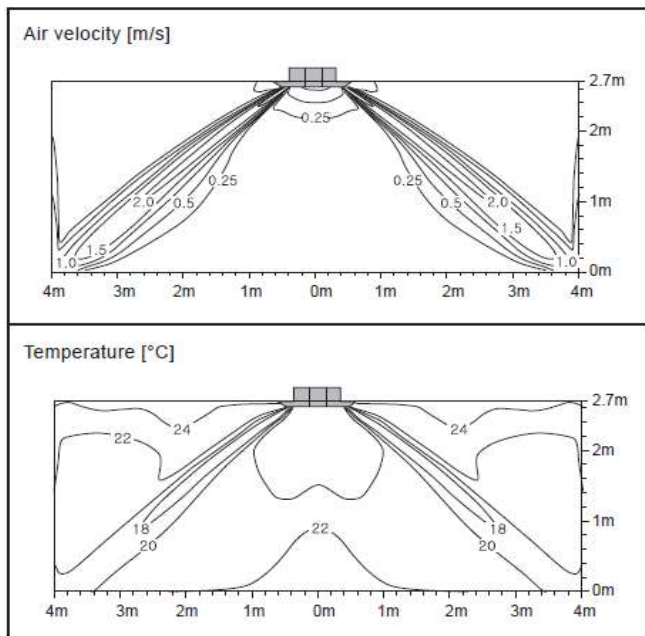 Air velocity [m/s]
2.7m
0.25
2m
0.25 0.25
2.0 2.0
1m
0.5 0.5
1.5 1.5
1.0 1.0
0m
4m 3m 2m 1m 0m 1m 2m 3m 4m
Temperature [°C]
2.7m
24 24
22
2m
18 18
1m
20 20
22
0m
4m 3m 2m 1m 0m 1m 2m 3m 4m